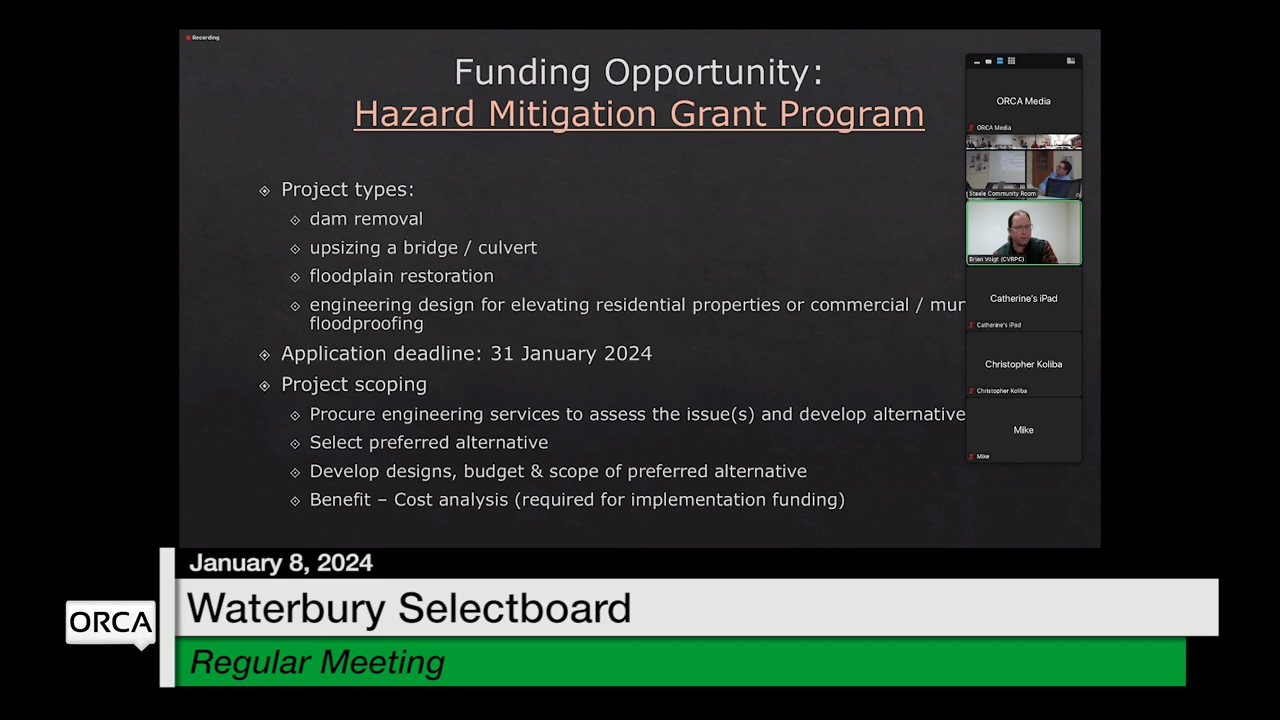 Recording
Funding Opportunity:
Hazard Mitigation Grant Program
Project types:
dam removal
upsizing a bridge / culvert
floodplain restoration
engineering design for elevating residential properties or commercial / mun
floodproofing
Application deadline: 31 January 2024
Project scoping
Procure engineering services to assess the issue(s) and develop alternative
Select preferred alternative
Develop designs, budget & scope of preferred alternative
Benefit – Cost analysis (required for implementation funding)
ORCA Media
ORCA Media
Steele Community Room
Brian Voigt (CVRPC)
Catherine's iPad
Catherine's iPad
Christopher Koliba
Christopher Koliba
Mike
Mike
January 8, 2024
Waterbury Selectboard
ORCA
Regular Meeting